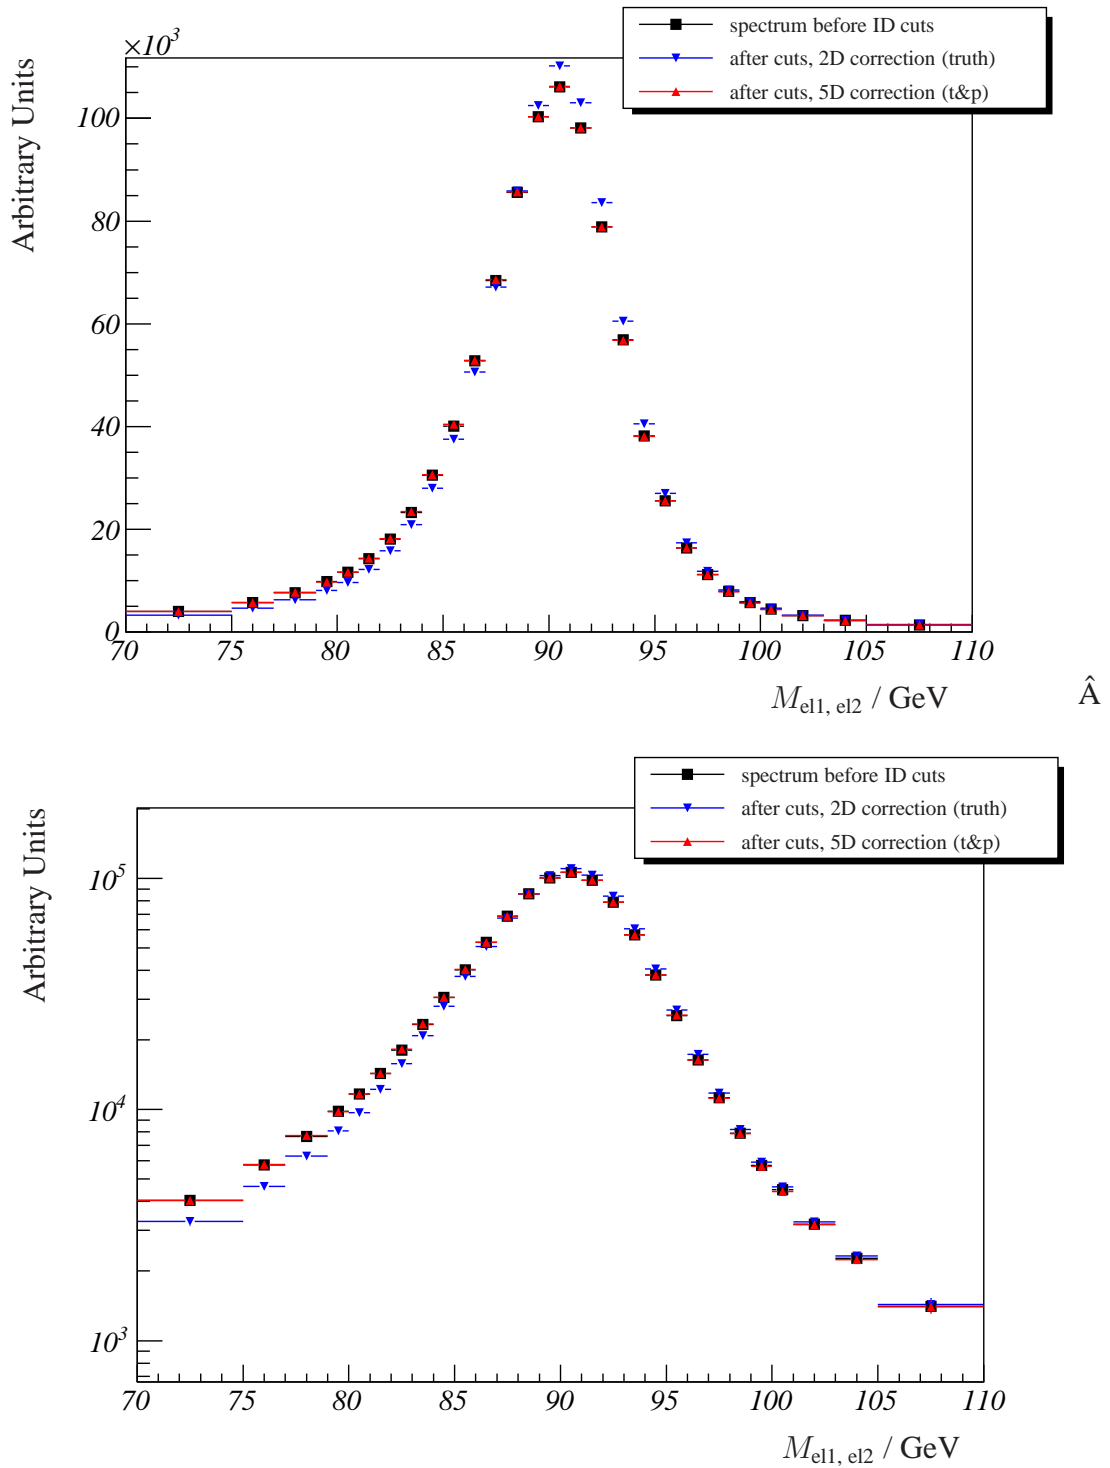 spectrum before ID cuts
after cuts, 2D correction (truth)
after cuts, 5D correction (t&p)
×10³
Arbitrary Units
100
80
60
40
20
0
70 75 80 85 90 95 100 105 110
M_el1, el2 / GeV
Â
spectrum before ID cuts
after cuts, 2D correction (truth)
after cuts, 5D correction (t&p)
Arbitrary Units
10⁵
10⁴
10³
70 75 80 85 90 95 100 105 110
M_el1, el2 / GeV